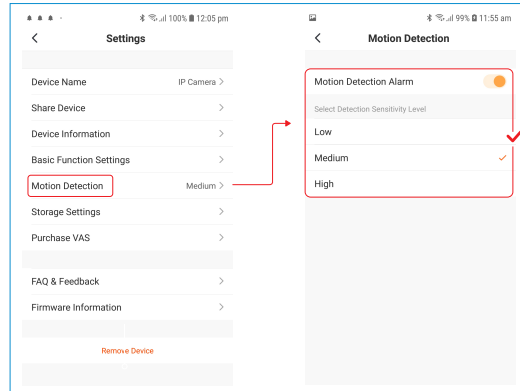 100% 12:05 pm
Settings
Device Name IP Camera >
Share Device >
Device Information >
Basic Function Settings >
Motion Detection Medium >
Storage Settings >
Purchase VAS >
FAQ & Feedback >
Firmware Information >
Remove Device
99% 11:55 am
Motion Detection
Motion Detection Alarm
Select Detection Sensitivity Level
Low
Medium
High